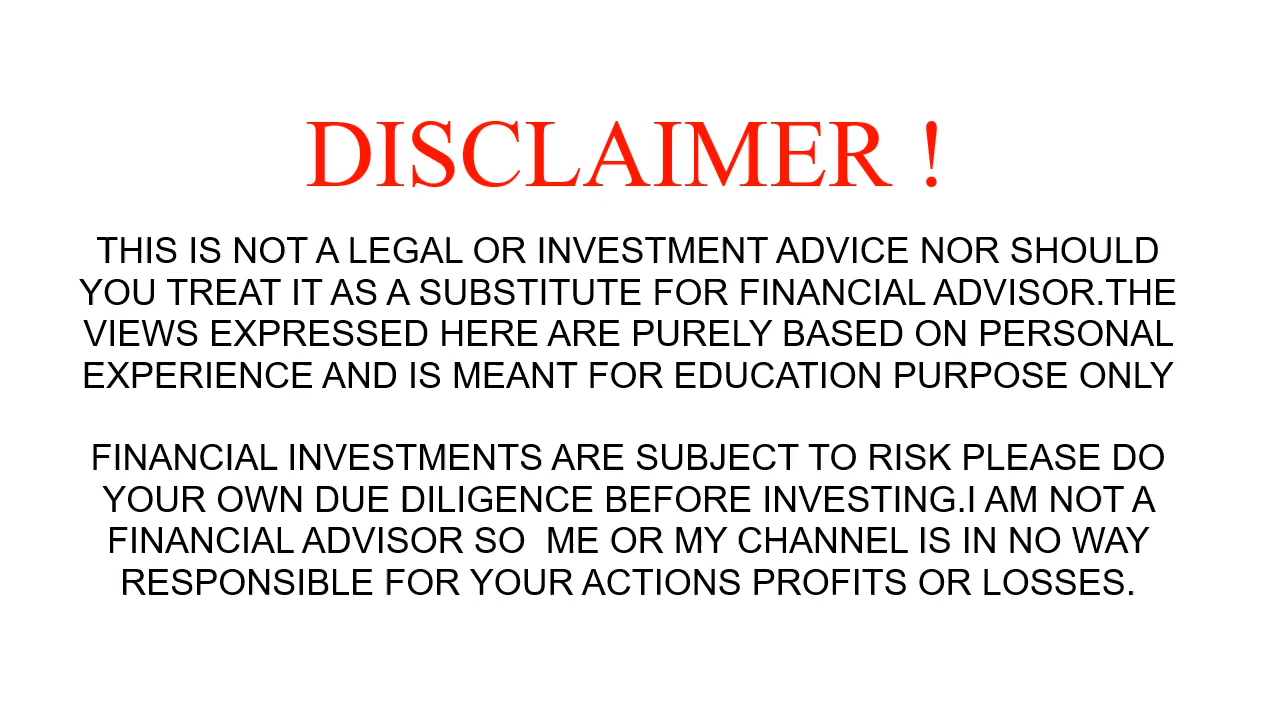 DISCLAIMER !
THIS IS NOT A LEGAL OR INVESTMENT ADVICE NOR SHOULD
YOU TREAT IT AS A SUBSTITUTE FOR FINANCIAL ADVISOR.THE
VIEWS EXPRESSED HERE ARE PURELY BASED ON PERSONAL
EXPERIENCE AND IS MEANT FOR EDUCATION PURPOSE ONLY
FINANCIAL INVESTMENTS ARE SUBJECT TO RISK PLEASE DO
YOUR OWN DUE DILIGENCE BEFORE INVESTING.I AM NOT A
FINANCIAL ADVISOR SO  ME OR MY CHANNEL IS IN NO WAY
RESPONSIBLE FOR YOUR ACTIONS PROFITS OR LOSSES.